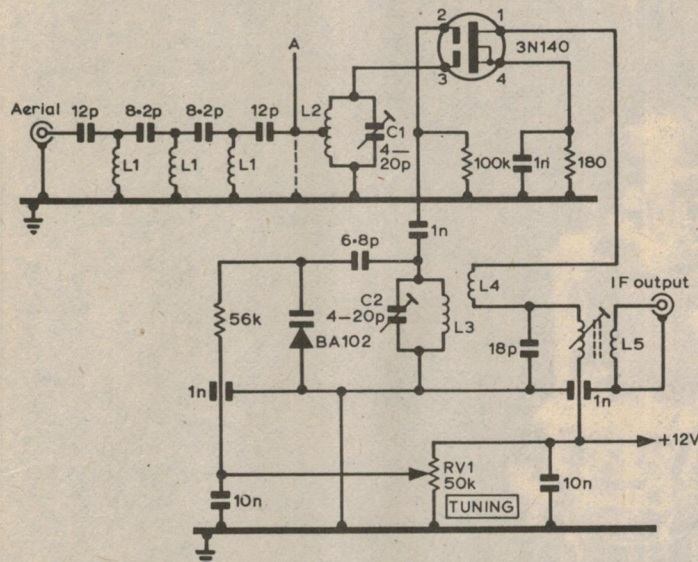 2
1
3N140
3
4
A
Aerial
12p
8·2p
8·2p
12p
L2
C1
4—
20p
L1
L1
L1
100k
1n
180
1n
6·8p
L4
IF output
56k
C2
4—20p
L3
BA102
18p
L5
1n
1n
+12V
RV1
50k
10n
TUNING
10n